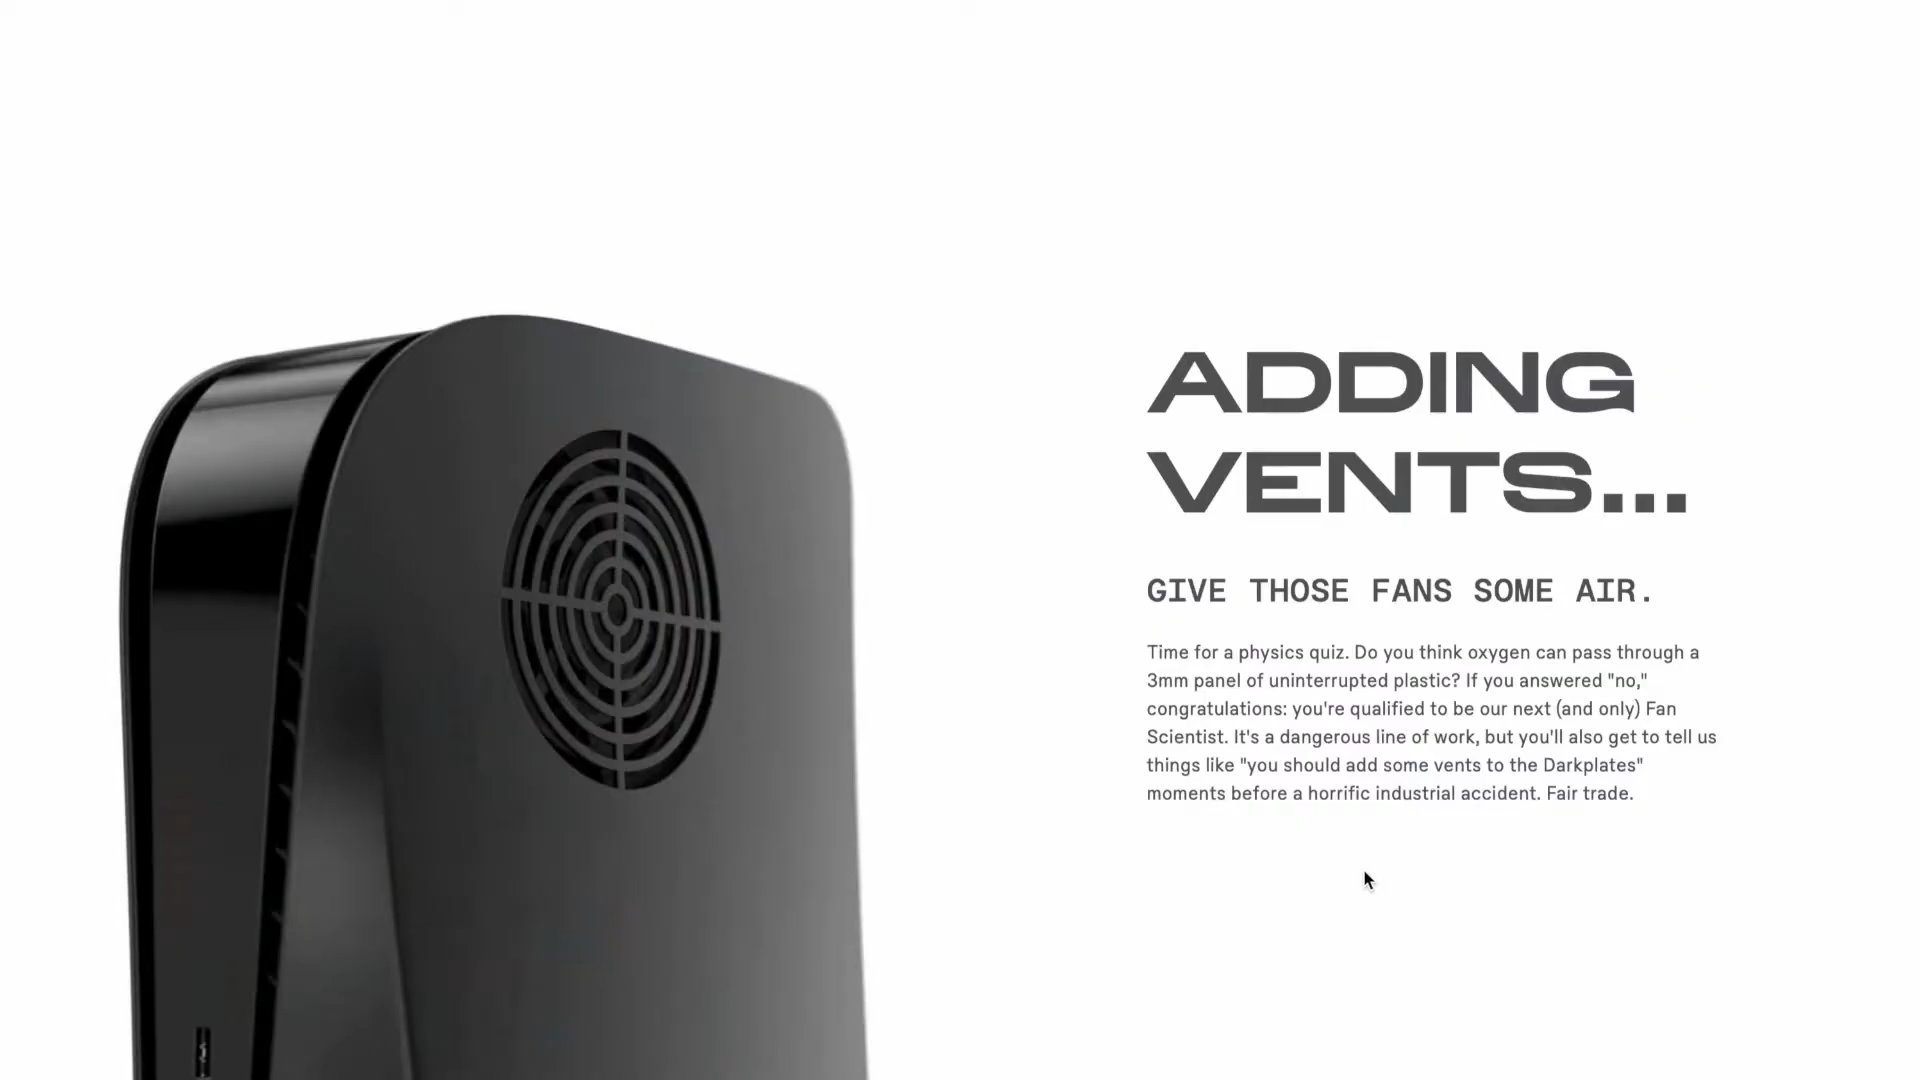 ADDING
VENTS...
GIVE THOSE FANS SOME AIR.
Time for a physics quiz. Do you think oxygen can pass through a
3mm panel of uninterrupted plastic? If you answered "no,"
congratulations: you're qualified to be our next (and only) Fan
Scientist. It's a dangerous line of work, but you'll also get to tell us
things like "you should add some vents to the Darkplates"
moments before a horrific industrial accident. Fair trade.